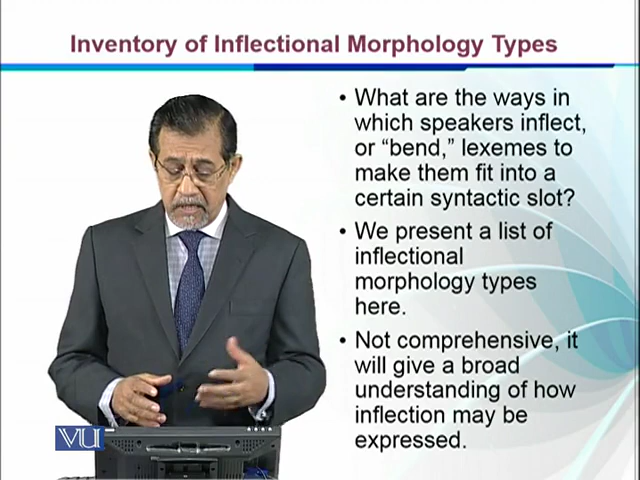 Inventory of Inflectional Morphology Types
• What are the ways in
which speakers inflect,
or “bend,” lexemes to
make them fit into a
certain syntactic slot?
• We present a list of
inflectional
morphology types
here.
• Not comprehensive, it
will give a broad
understanding of how
inflection may be
expressed.
VU